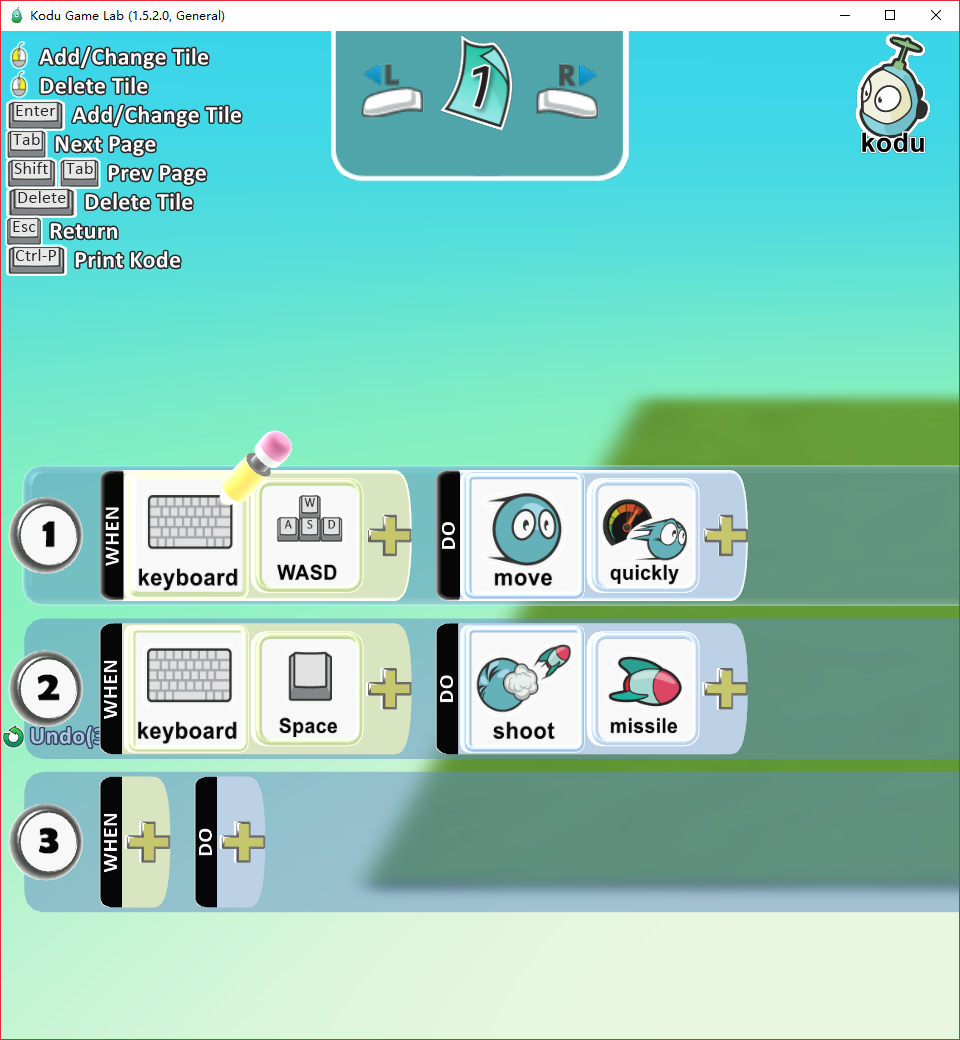 Kodu Game Lab (1.5.2.0, General)
Add/Change Tile
Delete Tile
Enter Add/Change Tile
Tab Next Page
Shift Tab Prev Page
Delete Delete Tile
Esc Return
Ctrl-P Print Kode
L 1 R
kodu
1 WHEN keyboard WASD DO move quickly
W
A S D
2 WHEN keyboard Space DO shoot missile
Undo(
3 WHEN DO